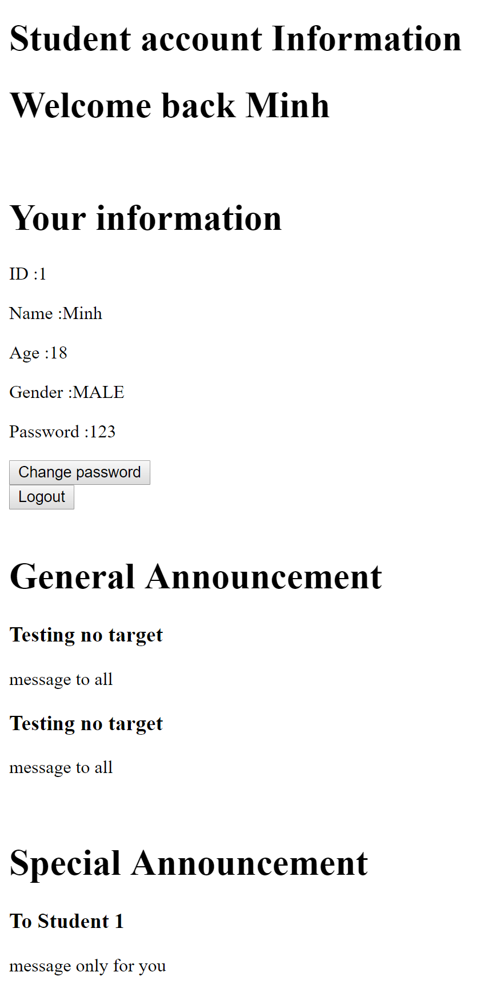 Student account Information
Welcome back Minh
Your information
ID :1
Name :Minh
Age :18
Gender :MALE
Password :123
Change password
Logout
General Announcement
Testing no target
message to all
Testing no target
message to all
Special Announcement
To Student 1
message only for you